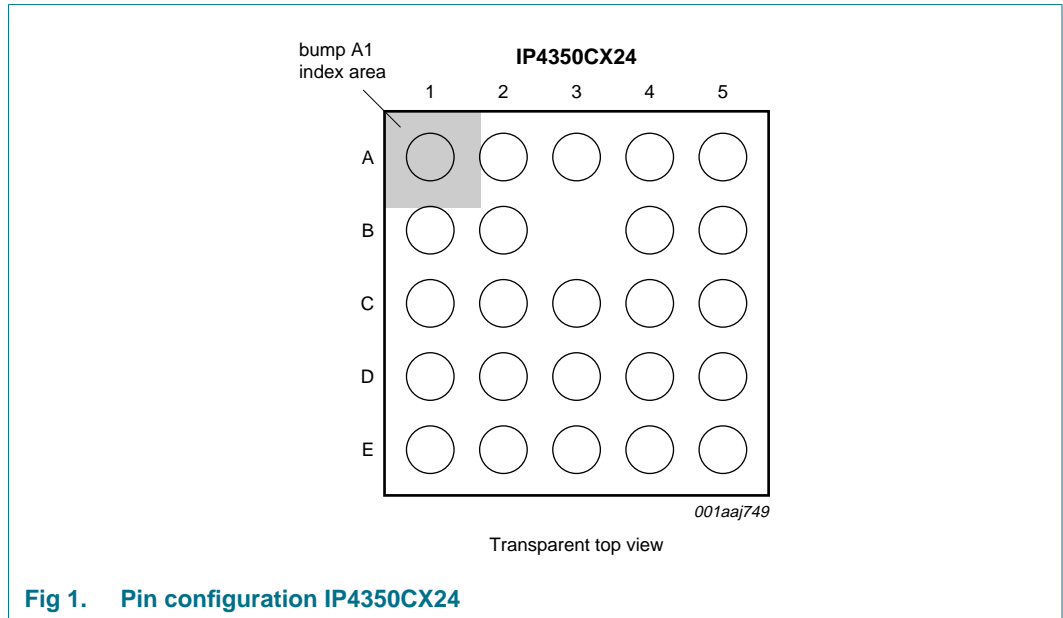 bump A1
index area
IP4350CX24
1 2 3 4 5
A
B
C
D
E
001aaj749
Transparent top view
Fig 1. Pin configuration IP4350CX24